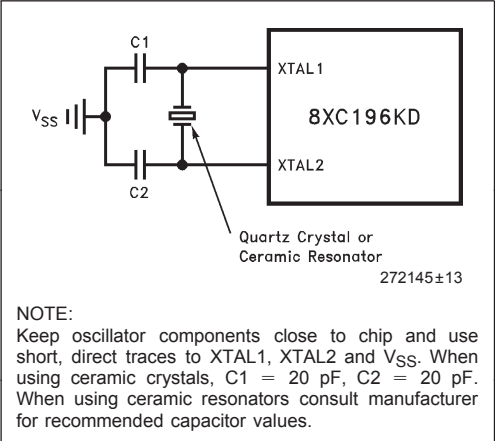 C1
XTAL1
8XC196KD
VSS
XTAL2
C2
Quartz Crystal or
Ceramic Resonator
272145±13
NOTE:
Keep oscillator components close to chip and use
short, direct traces to XTAL1, XTAL2 and VSS. When
using ceramic crystals, C1 = 20 pF, C2 = 20 pF.
When using ceramic resonators consult manufacturer
for recommended capacitor values.